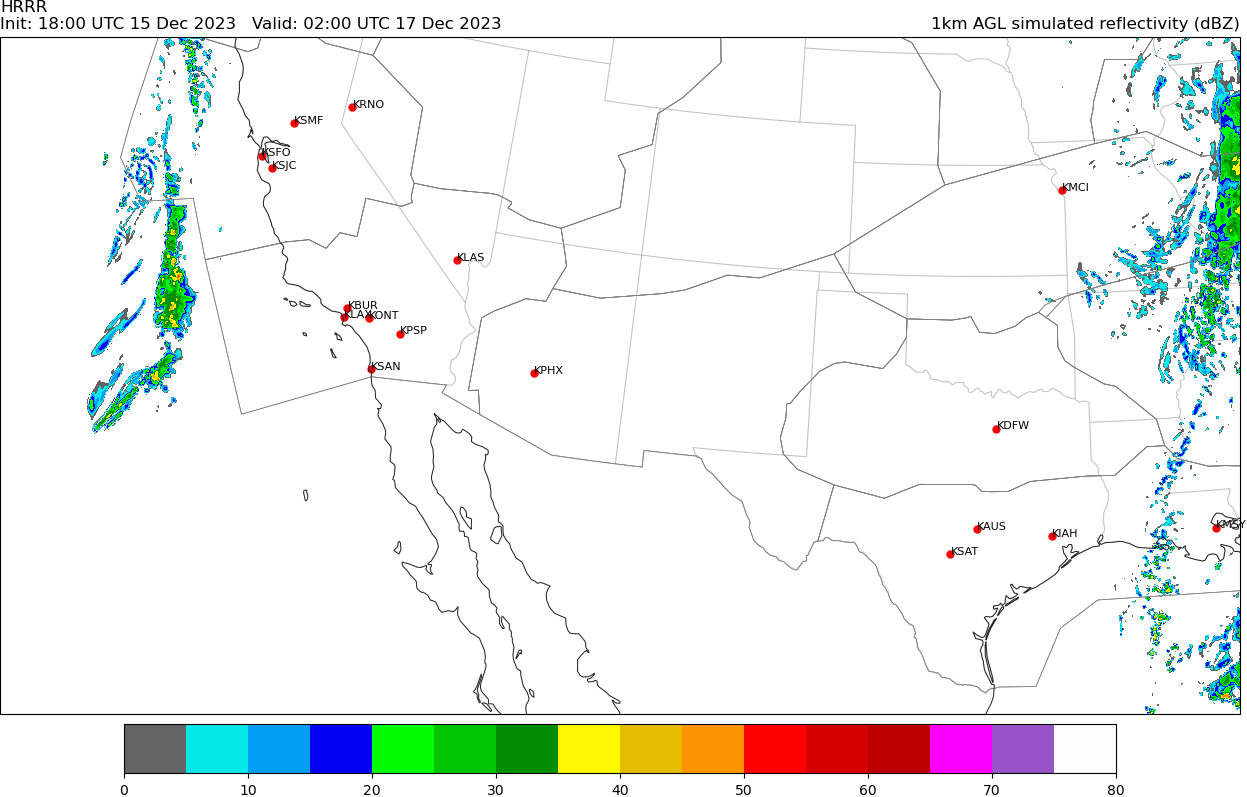 HRRR
Init: 18:00 UTC 15 Dec 2023 Valid: 02:00 UTC 17 Dec 2023 1km AGL simulated reflectivity (dBZ)
KRNO
KSMF
KSFO
KSJC
KMCI
KLAS
KBUR
KLAX KONT
KPSP
KSAN
KPHX
KDFW
KAUS
KIAH
KMSY
KSAT
0 10 20 30 40 50 60 70 80